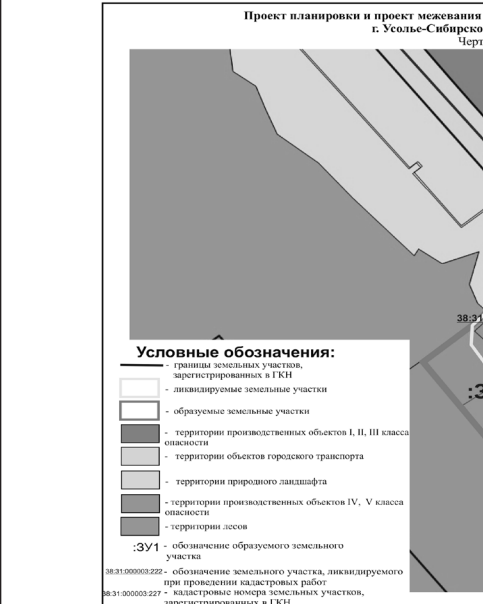 Проект планировки и проект межевания
г. Усолье-Сибирско
Черт
38:31
:З
Условные обозначения:
- границы земельных участков,
зарегистрированных в ГКН
- ликвидируемые земельные участки
- образуемые земельные участки
- территории производственных объектов I, II, III класса
опасности
- территории объектов городского транспорта
- территории природного ландшафта
- территории производственных объектов IV, V класса
опасности
- территории лесов
:ЗУ1 - обозначение образуемого земельного
участка
38:31:000003:222 - обозначение земельного участка, ликвидируемого
при проведении кадастровых работ
38:31:000003:227 - кадастровые номера земельных участков,
зарегистрированных в ГКН